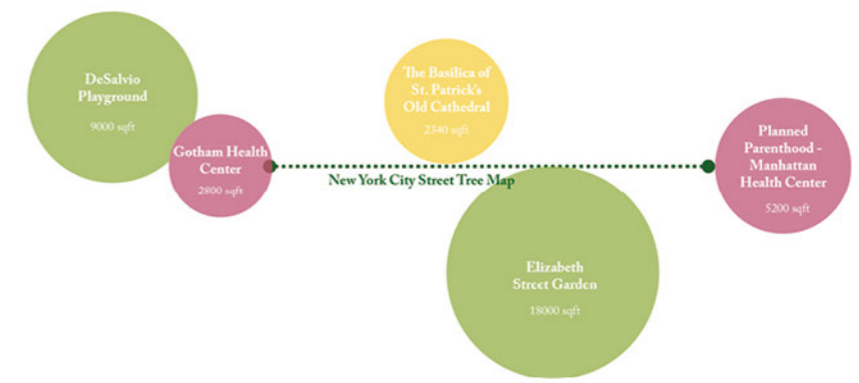 DeSalvio
Playground
9000 sqft
Gotham Health
Center
2800 sqft
The Basilica of
St. Patrick's
Old Cathedral
2340 sqft
New York City Street Tree Map
Elizabeth
Street Garden
18000 sqft
Planned
Parenthood -
Manhattan
Health Center
5200 sqft